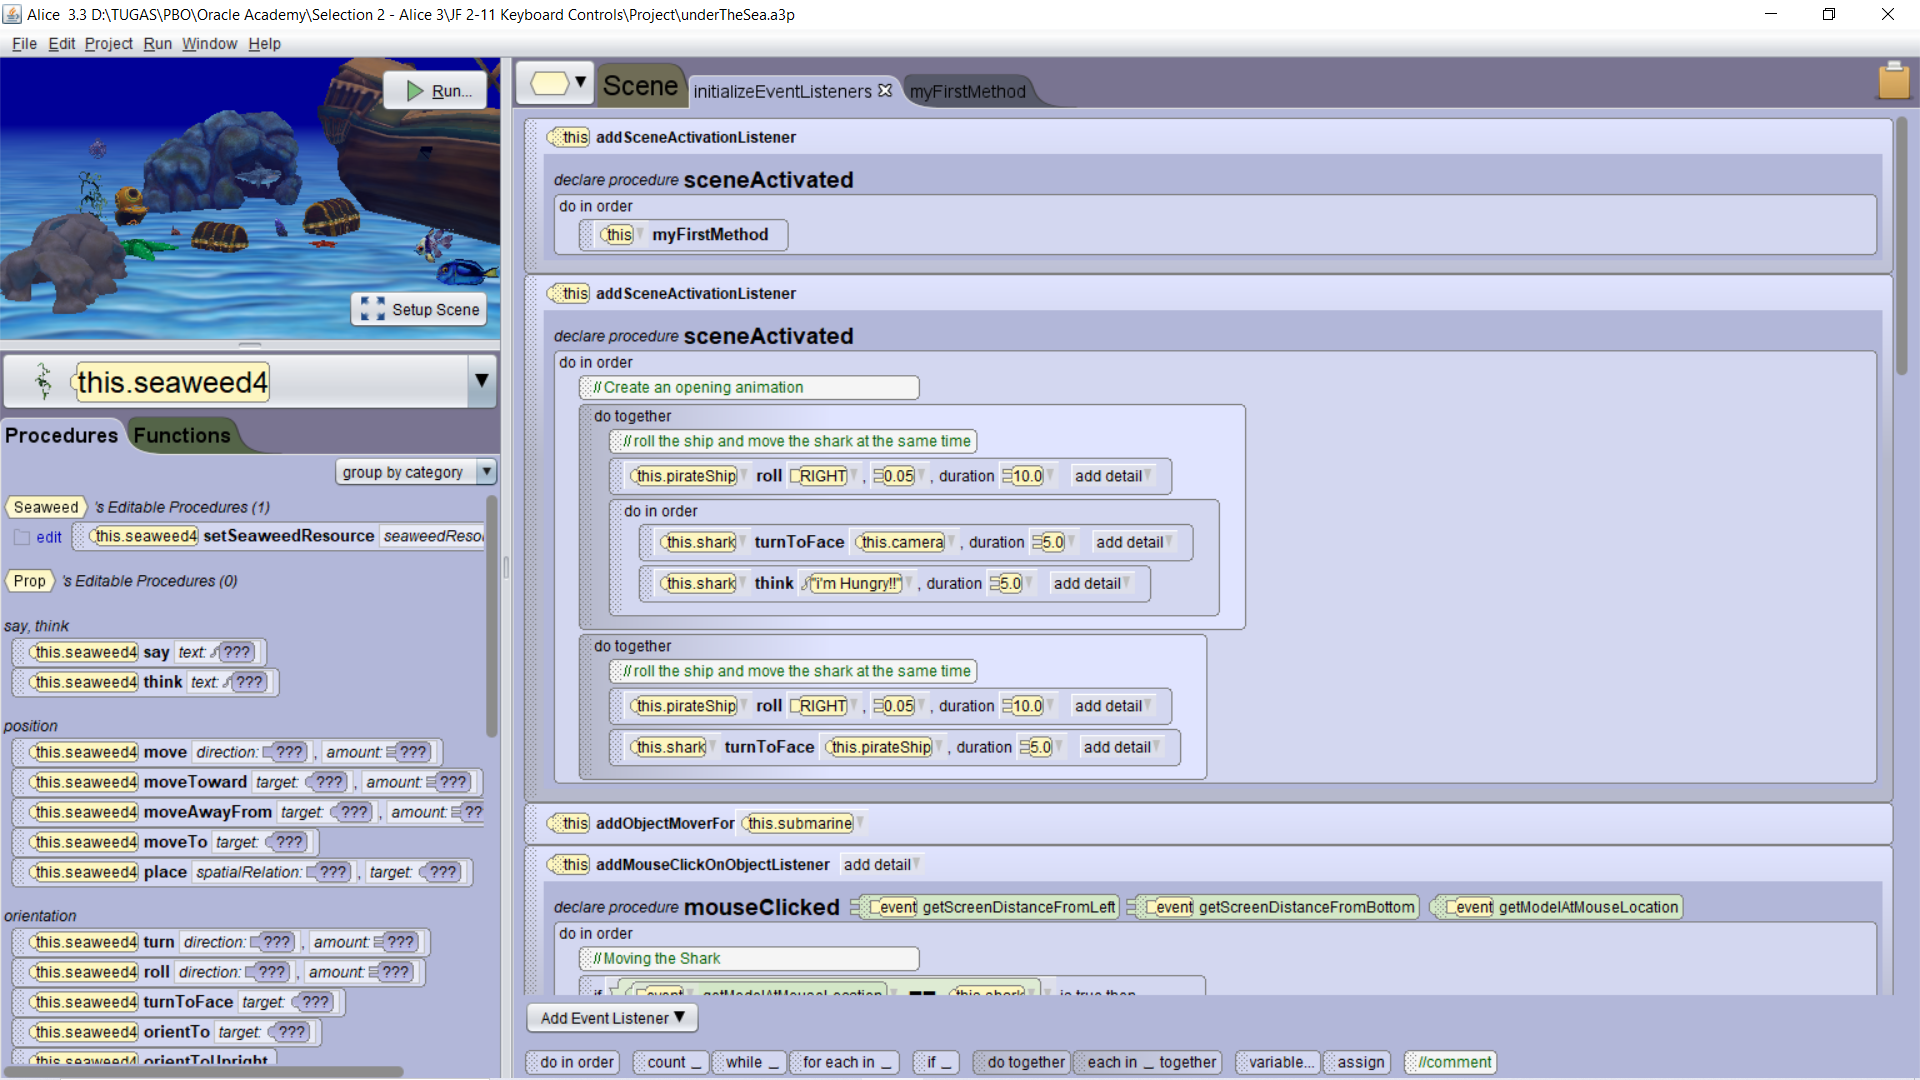 Alice 3.3 D:\TUGAS\PBO\Oracle Academy\Selection 2 - Alice 3\JF 2-11 Keyboard Controls\Project\underTheSea.a3p
File Edit Project Run Window Help
Run...
Setup Scene
this.seaweed4
Procedures Functions
group by category
Seaweed 's Editable Procedures (1)
edit this.seaweed4 setSeaweedResource seaweedResou
Prop 's Editable Procedures (0)
say, think
this.seaweed4 say text: ???
this.seaweed4 think text: ???
position
this.seaweed4 move direction: ??? , amount: ???
this.seaweed4 moveToward target: ??? , amount: ???
this.seaweed4 moveAwayFrom target: ??? , amount: ??
this.seaweed4 moveTo target: ???
this.seaweed4 place spatialRelation: ??? , target: ???
orientation
this.seaweed4 turn direction: ??? , amount: ???
this.seaweed4 roll direction: ??? , amount: ???
this.seaweed4 turnToFace target: ???
this.seaweed4 orientTo target: ???
this.seaweed4 orientToUpright
Scene initializeEventListeners myFirstMethod
this addSceneActivationListener
declare procedure sceneActivated
do in order
this myFirstMethod
this addSceneActivationListener
declare procedure sceneActivated
do in order
//Create an opening animation
do together
//roll the ship and move the shark at the same time
this.pirateShip roll RIGHT , 0.05 , duration 10.0 add detail
do in order
this.shark turnToFace this.camera , duration 5.0 add detail
this.shark think "i'm Hungry!!" , duration 5.0 add detail
do together
//roll the ship and move the shark at the same time
this.pirateShip roll RIGHT , 0.05 , duration 10.0 add detail
this.shark turnToFace this.pirateShip , duration 5.0 add detail
this addObjectMoverFor this.submarine
this addMouseClickOnObjectListener add detail
declare procedure mouseClicked event getScreenDistanceFromLeft event getScreenDistanceFromBottom event getModelAtMouseLocation
do in order
//Moving the Shark
if event getModelAtMouseLocation == this.shark is true then
Add Event Listener
do in order count _ while _ for each in _ if _ do together each in _ together variable... assign //comment